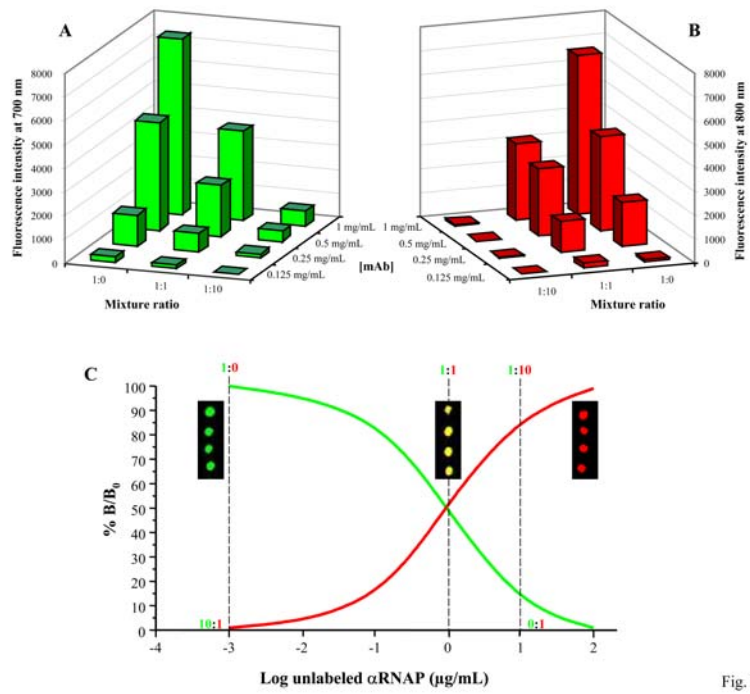 A
B
Fluorescence intensity at 700 nm
8000
7000
6000
5000
4000
3000
2000
1000
0
1:0
1:1
1:10
Mixture ratio
1 mg/mL
0.5 mg/mL
0.25 mg/mL
0.125 mg/mL
[mAb]
1 mg/mL
0.5 mg/mL
0.25 mg/mL
0.125 mg/mL
1:10
1:1
1:0
Mixture ratio
8000
7000
6000
5000
4000
3000
2000
1000
0
Fluorescence intensity at 800 nm
C
1:0
1:1
1:10
% B/B0
100
90
80
70
60
50
40
30
20
10
0
10:1
0:1
-4
-3
-2
-1
0
1
2
Log unlabeled αRNAP (µg/mL)
Fig.